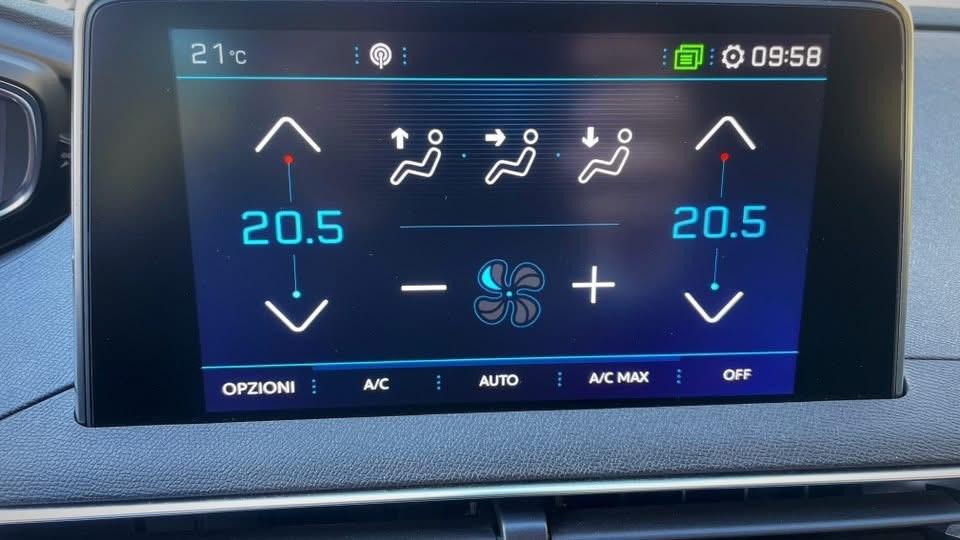 21°C 09:58
20.5 20.5
OPZIONI A/C AUTO A/C MAX OFF